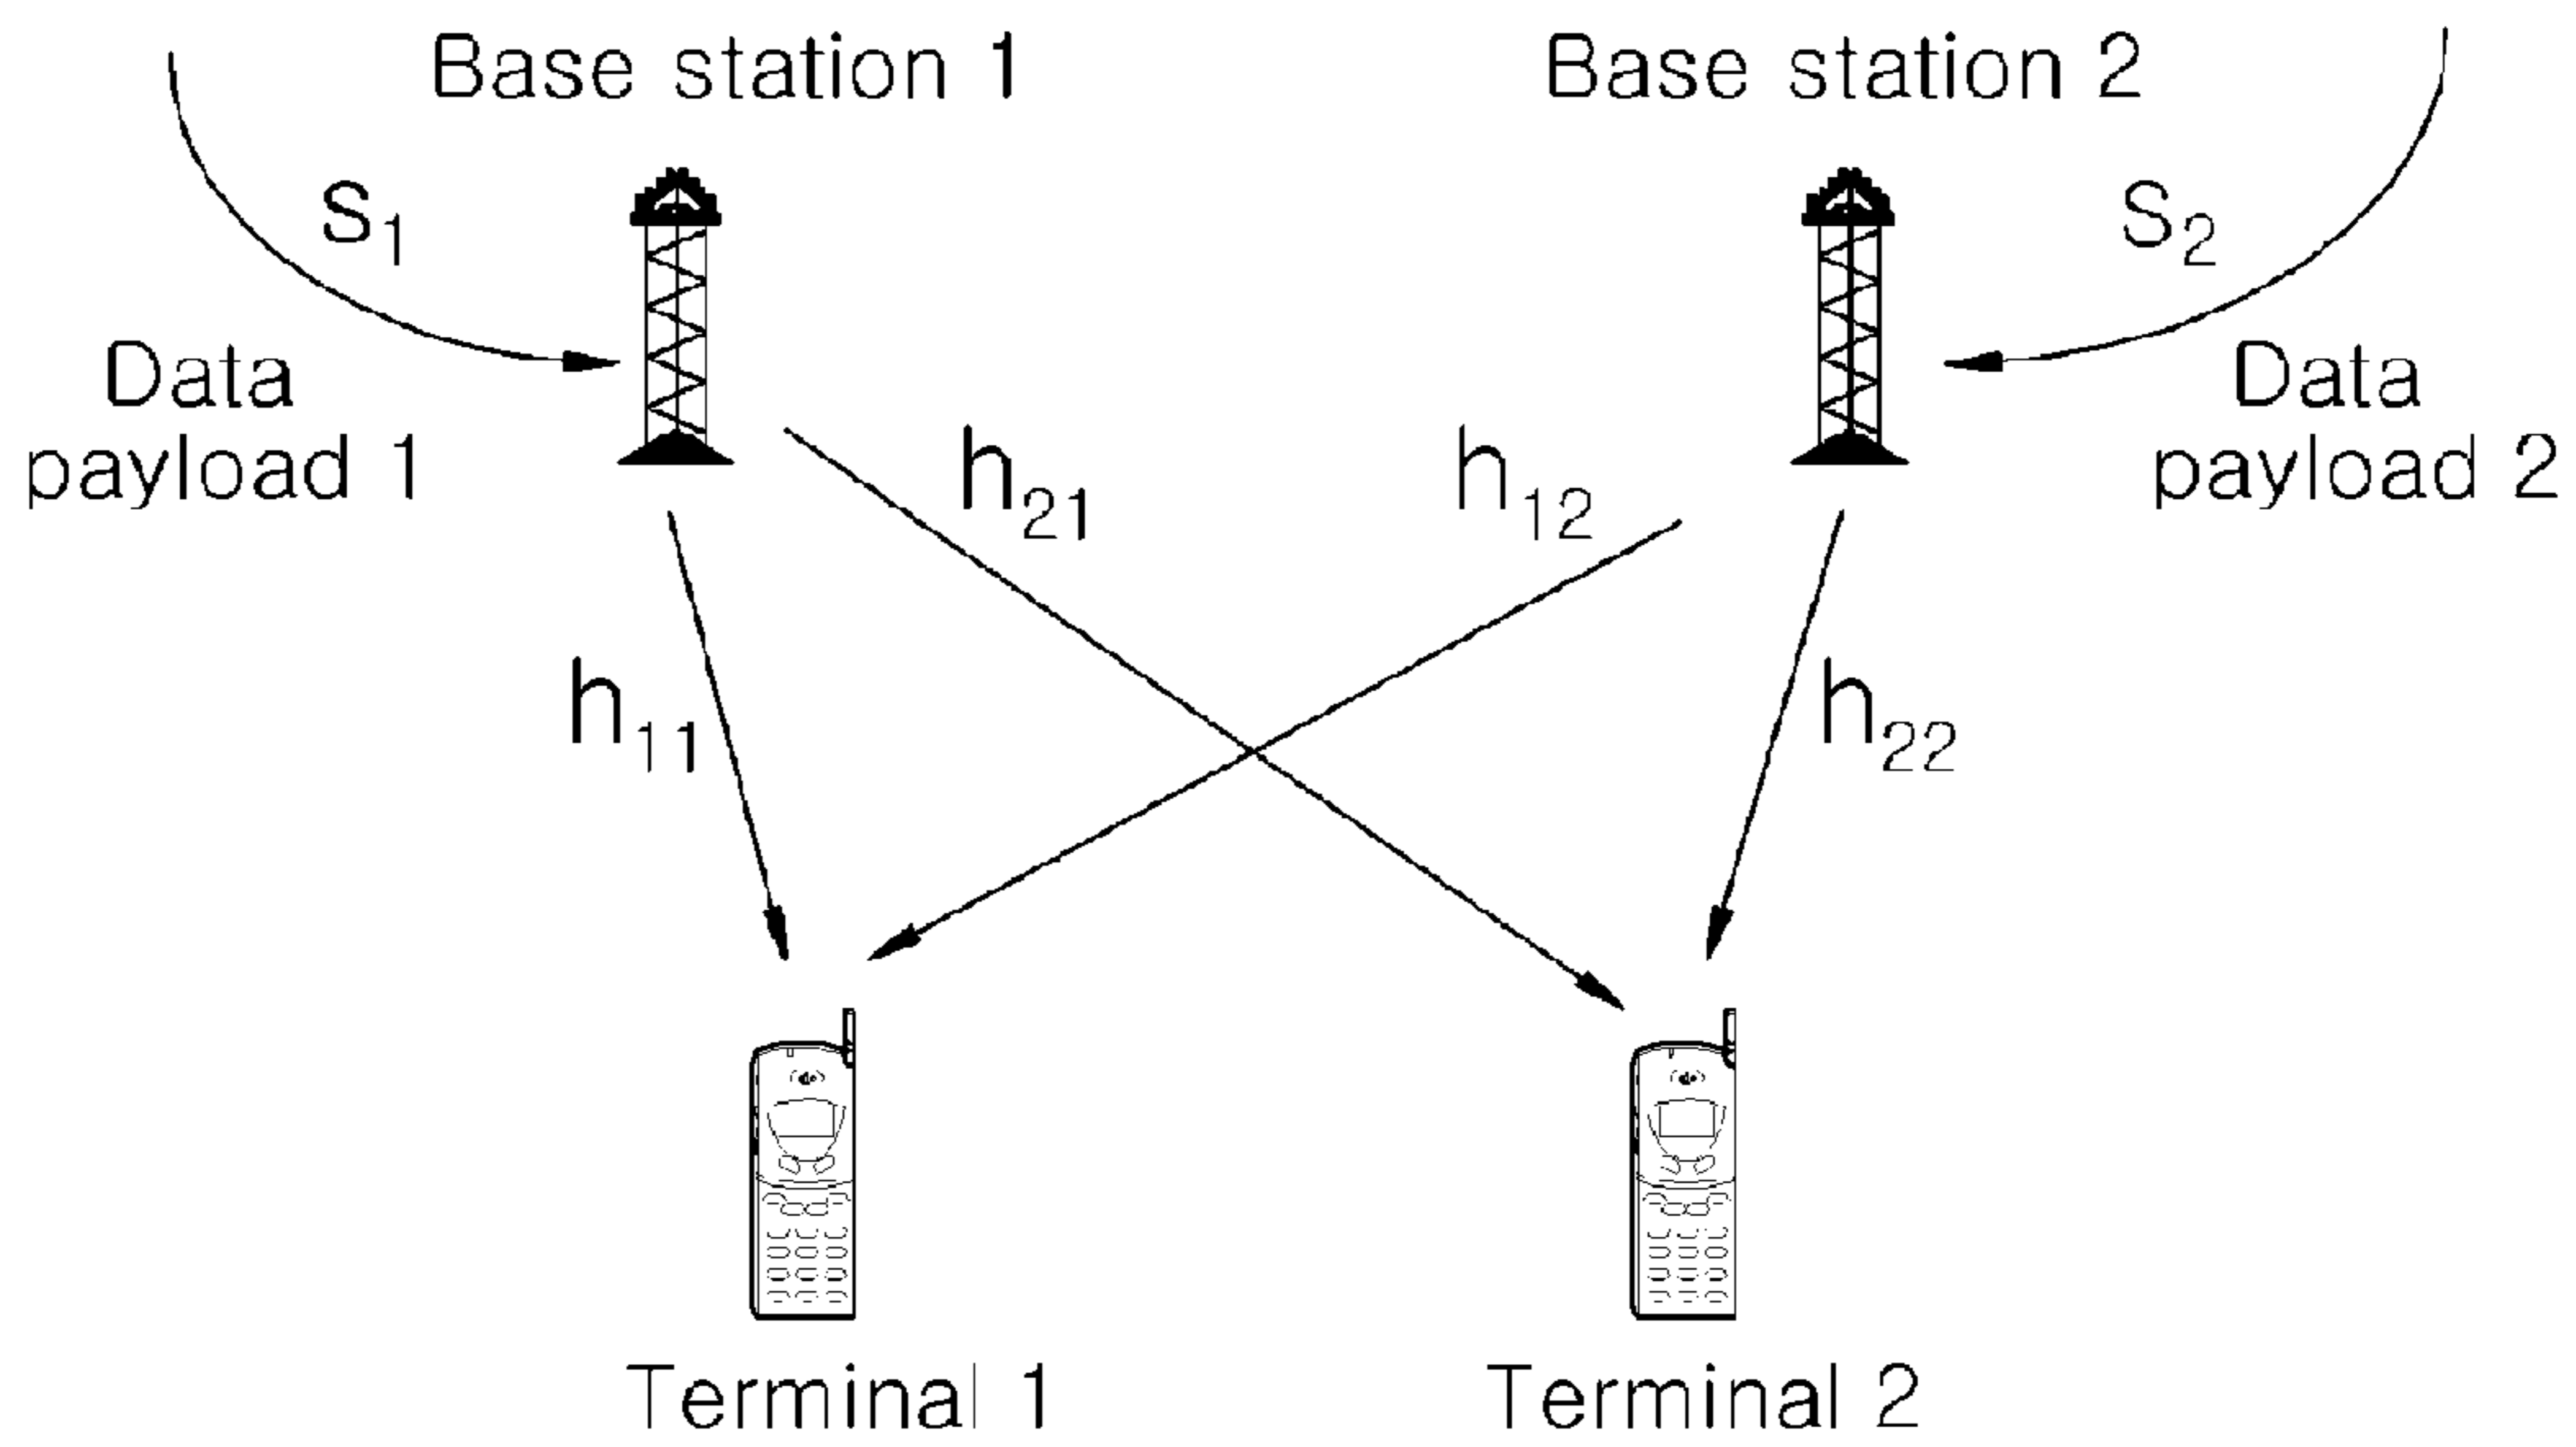 Base station 1
Base station 2
S1
S2
Data
payload 1
Data
payload 2
h21
h12
h11
h22
Terminal 1
Terminal 2